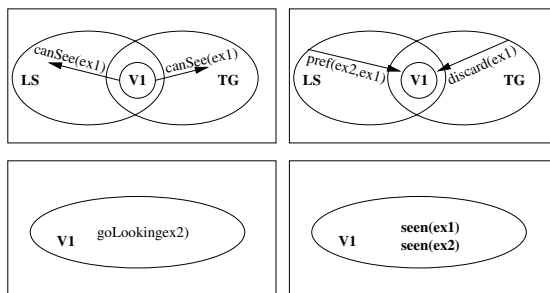 canSee(ex1)
canSee(ex1)
LS
V1
TG
pref(ex2,ex1)
discard(ex1)
LS
V1
TG
goLookingex2)
V1
seen(ex1)
V1
seen(ex2)